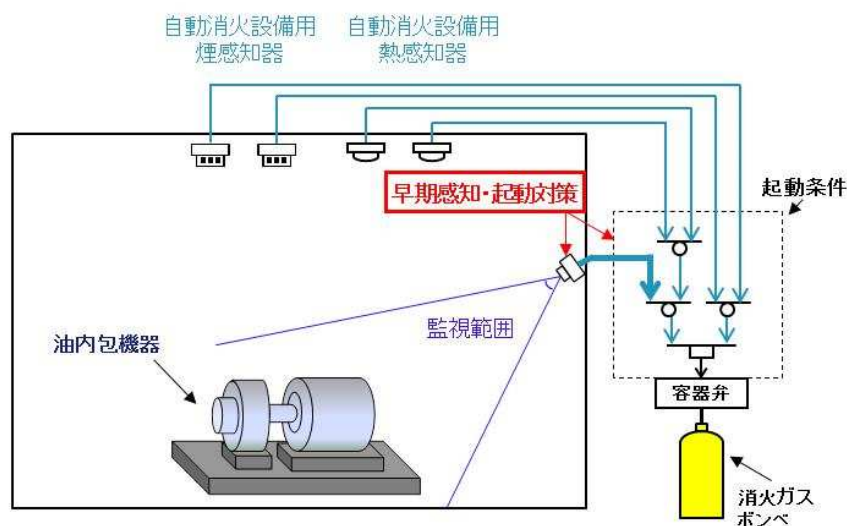 自動消火設備用
煙感知器
自動消火設備用
熱感知器
早期感知・起動対策
起動条件
監視範囲
油内包機器
容器弁
消火ガス
ボンベ